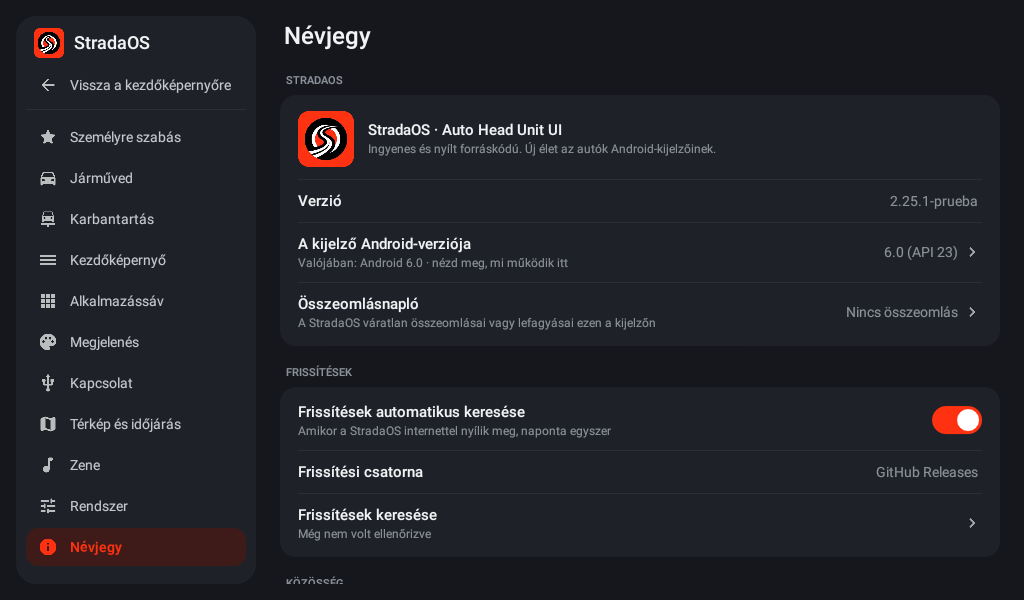 StradaOS
Vissza a kezdőképernyőre
Személyre szabás
Járműved
Karbantartás
Kezdőképernyő
Alkalmazássáv
Megjelenés
Kapcsolat
Térkép és időjárás
Zene
Rendszer
Névjegy
Névjegy
STRADAOS
StradaOS · Auto Head Unit UI
Ingyenes és nyílt forráskódú. Új élet az autók Android-kijelzőinek.
Verzió
2.25.1-prueba
A kijelző Android-verziója
Valójában: Android 6.0 · nézd meg, mi működik itt
6.0 (API 23)
Összeomlásnapló
A StradaOS váratlan összeomlásai vagy lefagyásai ezen a kijelzőn
Nincs összeomlás
FRISSÍTÉSEK
Frissítések automatikus keresése
Amikor a StradaOS internettel nyílik meg, naponta egyszer
Frissítési csatorna
GitHub Releases
Frissítések keresése
Még nem volt ellenőrizve
KÖZÖSSÉG